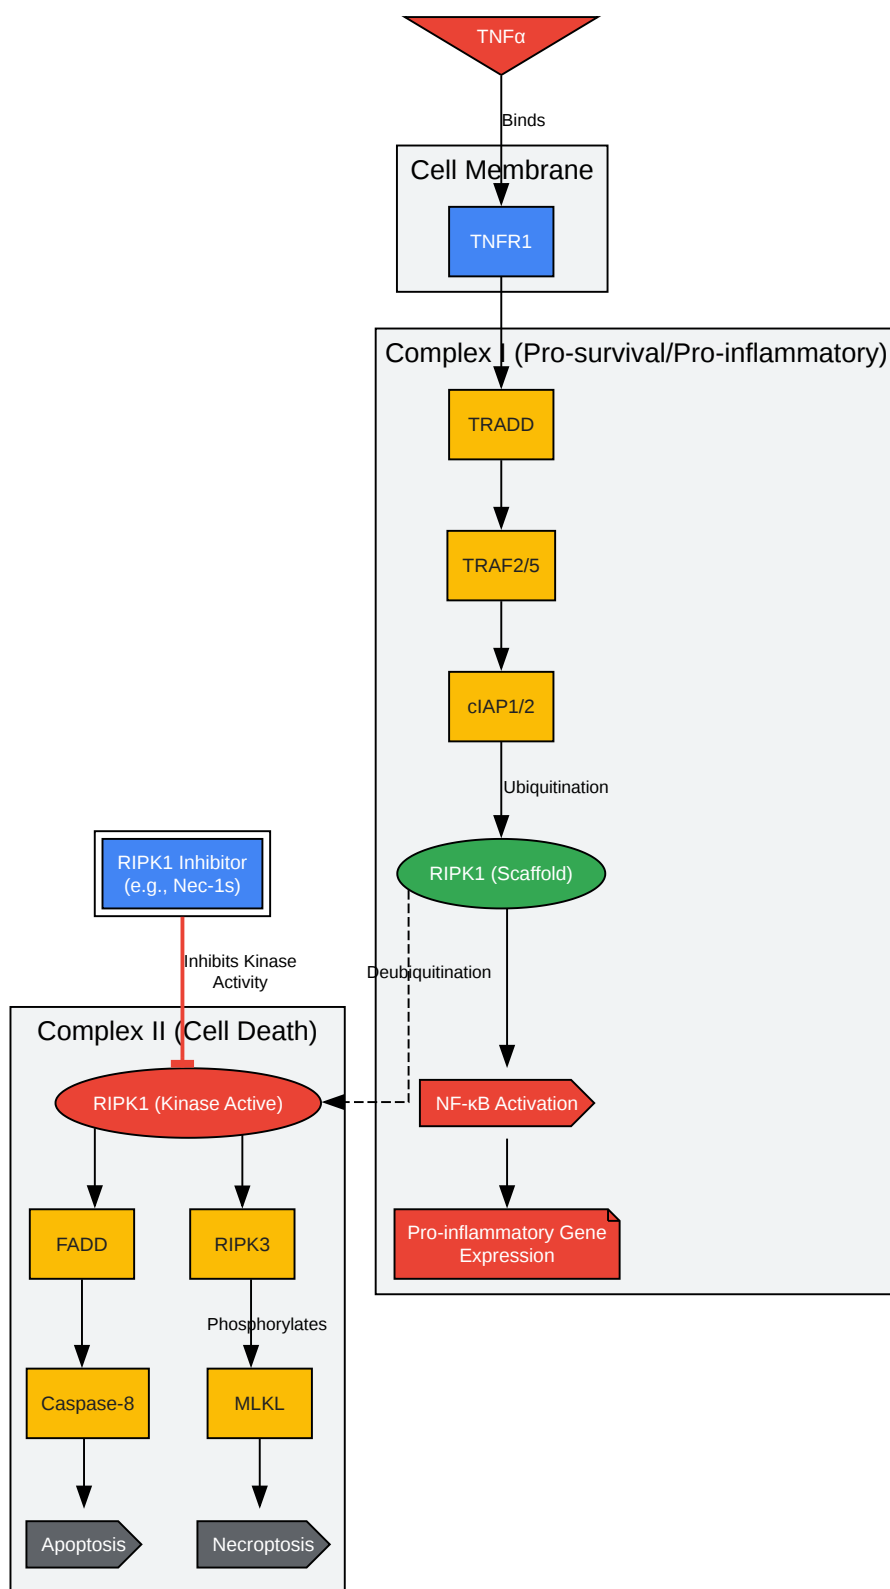 TNFα
Binds
Cell Membrane
TNFR1
Complex I (Pro-survival/Pro-inflammatory)
TRADD
TRAF2/5
cIAP1/2
Ubiquitination
RIPK1 Inhibitor
(e.g., Nec-1s)
RIPK1 (Scaffold)
Inhibits Kinase
Activity
Deubiquitination
Complex II (Cell Death)
RIPK1 (Kinase Active)
NF-κB Activation
FADD
RIPK3
Pro-inflammatory Gene
Expression
Phosphorylates
Caspase-8
MLKL
Apoptosis
Necroptosis